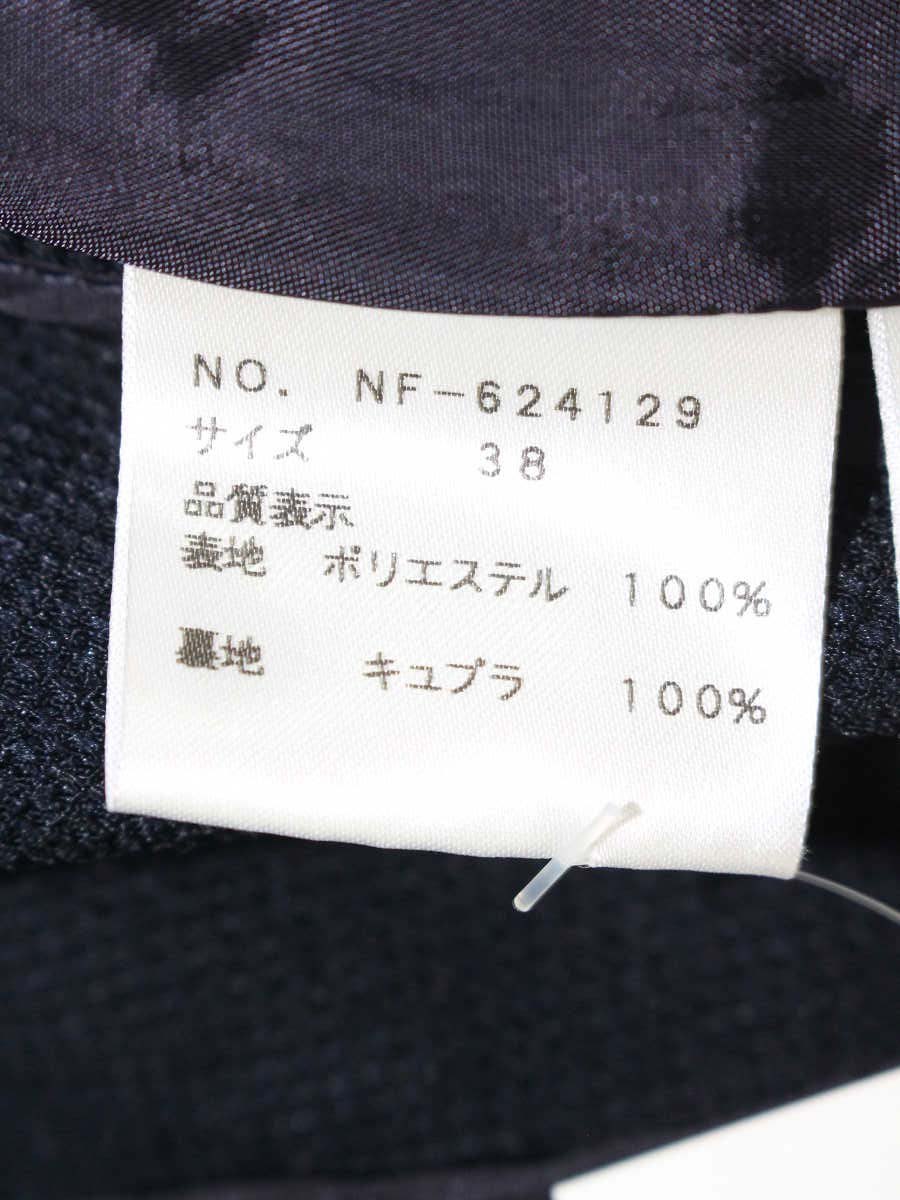 NO. NF-624129
サイズ 38
品質表示
表地 ポリエステル 100%
裏地 キュプラ 100%